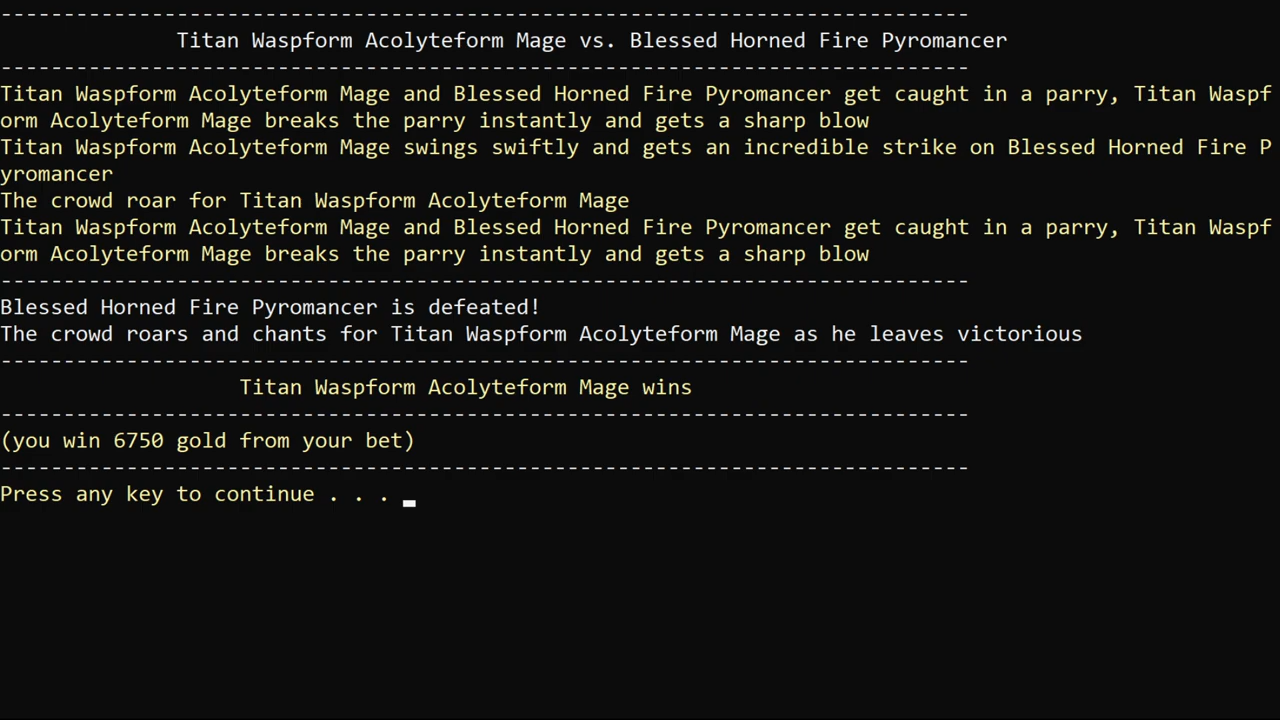 -----------------------------------------------------------------------------
Titan Waspform Acolyteform Mage vs. Blessed Horned Fire Pyromancer
-----------------------------------------------------------------------------
Titan Waspform Acolyteform Mage and Blessed Horned Fire Pyromancer get caught in a parry, Titan Waspf
orm Acolyteform Mage breaks the parry instantly and gets a sharp blow
Titan Waspform Acolyteform Mage swings swiftly and gets an incredible strike on Blessed Horned Fire P
yromancer
The crowd roar for Titan Waspform Acolyteform Mage
Titan Waspform Acolyteform Mage and Blessed Horned Fire Pyromancer get caught in a parry, Titan Waspf
orm Acolyteform Mage breaks the parry instantly and gets a sharp blow
-----------------------------------------------------------------------------
Blessed Horned Fire Pyromancer is defeated!
The crowd roars and chants for Titan Waspform Acolyteform Mage as he leaves victorious
-----------------------------------------------------------------------------
Titan Waspform Acolyteform Mage wins
-----------------------------------------------------------------------------
(you win 6750 gold from your bet)
-----------------------------------------------------------------------------
Press any key to continue . . . _